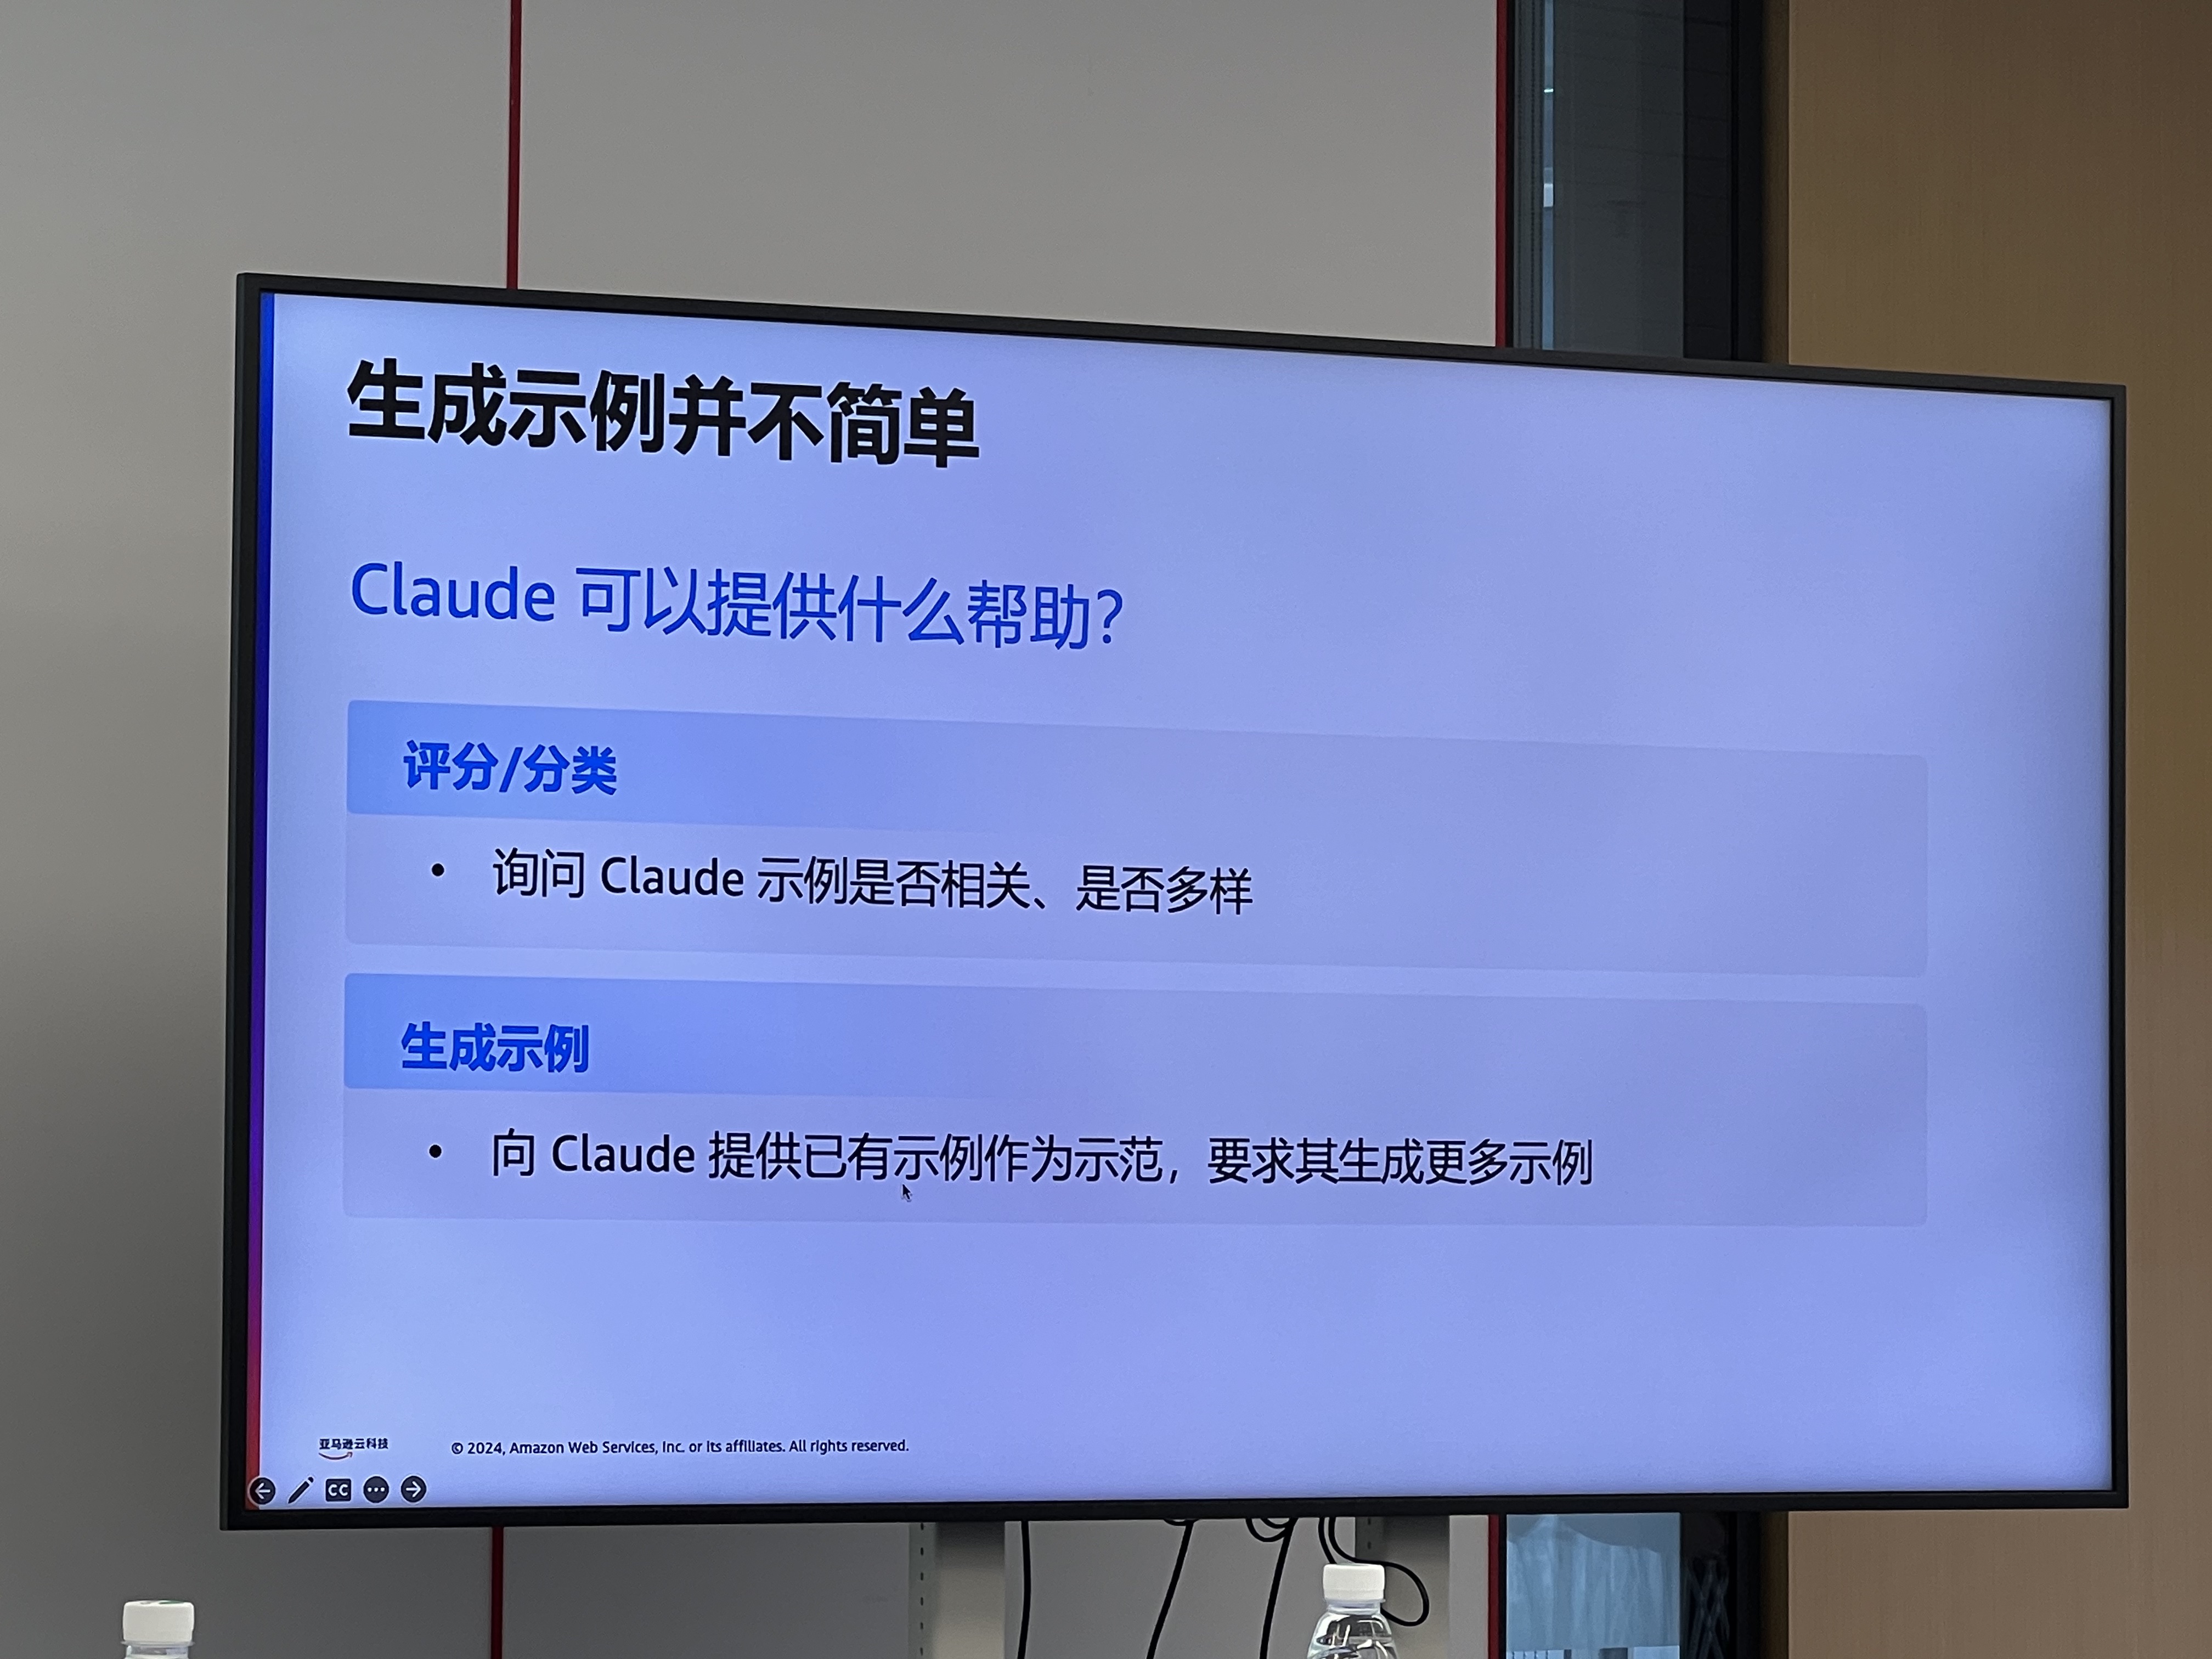 生成示例并不简单
Claude 可以提供什么帮助？
评分/分类
• 询问 Claude 示例是否相关、是否多样
生成示例
• 向 Claude 提供已有示例作为示范，要求其生成更多示例
亚马逊云科技
© 2024, Amazon Web Services, Inc. or its affiliates. All rights reserved.
CC